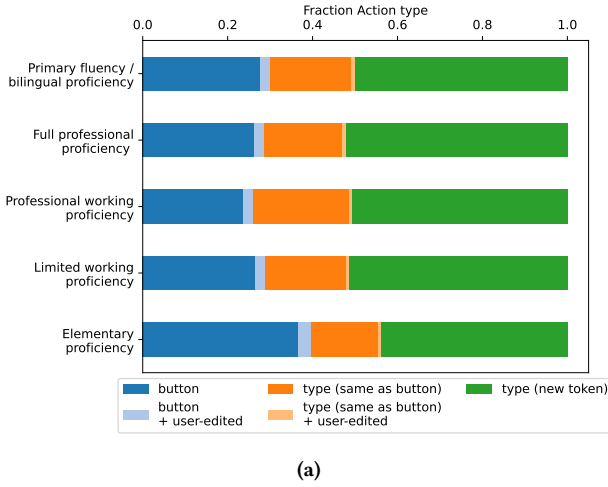 Fraction Action type
0.0 0.2 0.4 0.6 0.8 1.0
Primary fluency /
bilingual proficiency
Full professional
proficiency
Professional working
proficiency
Limited working
proficiency
Elementary
proficiency
button
button
+ user-edited
type (same as button)
type (same as button)
+ user-edited
type (new token)
(a)